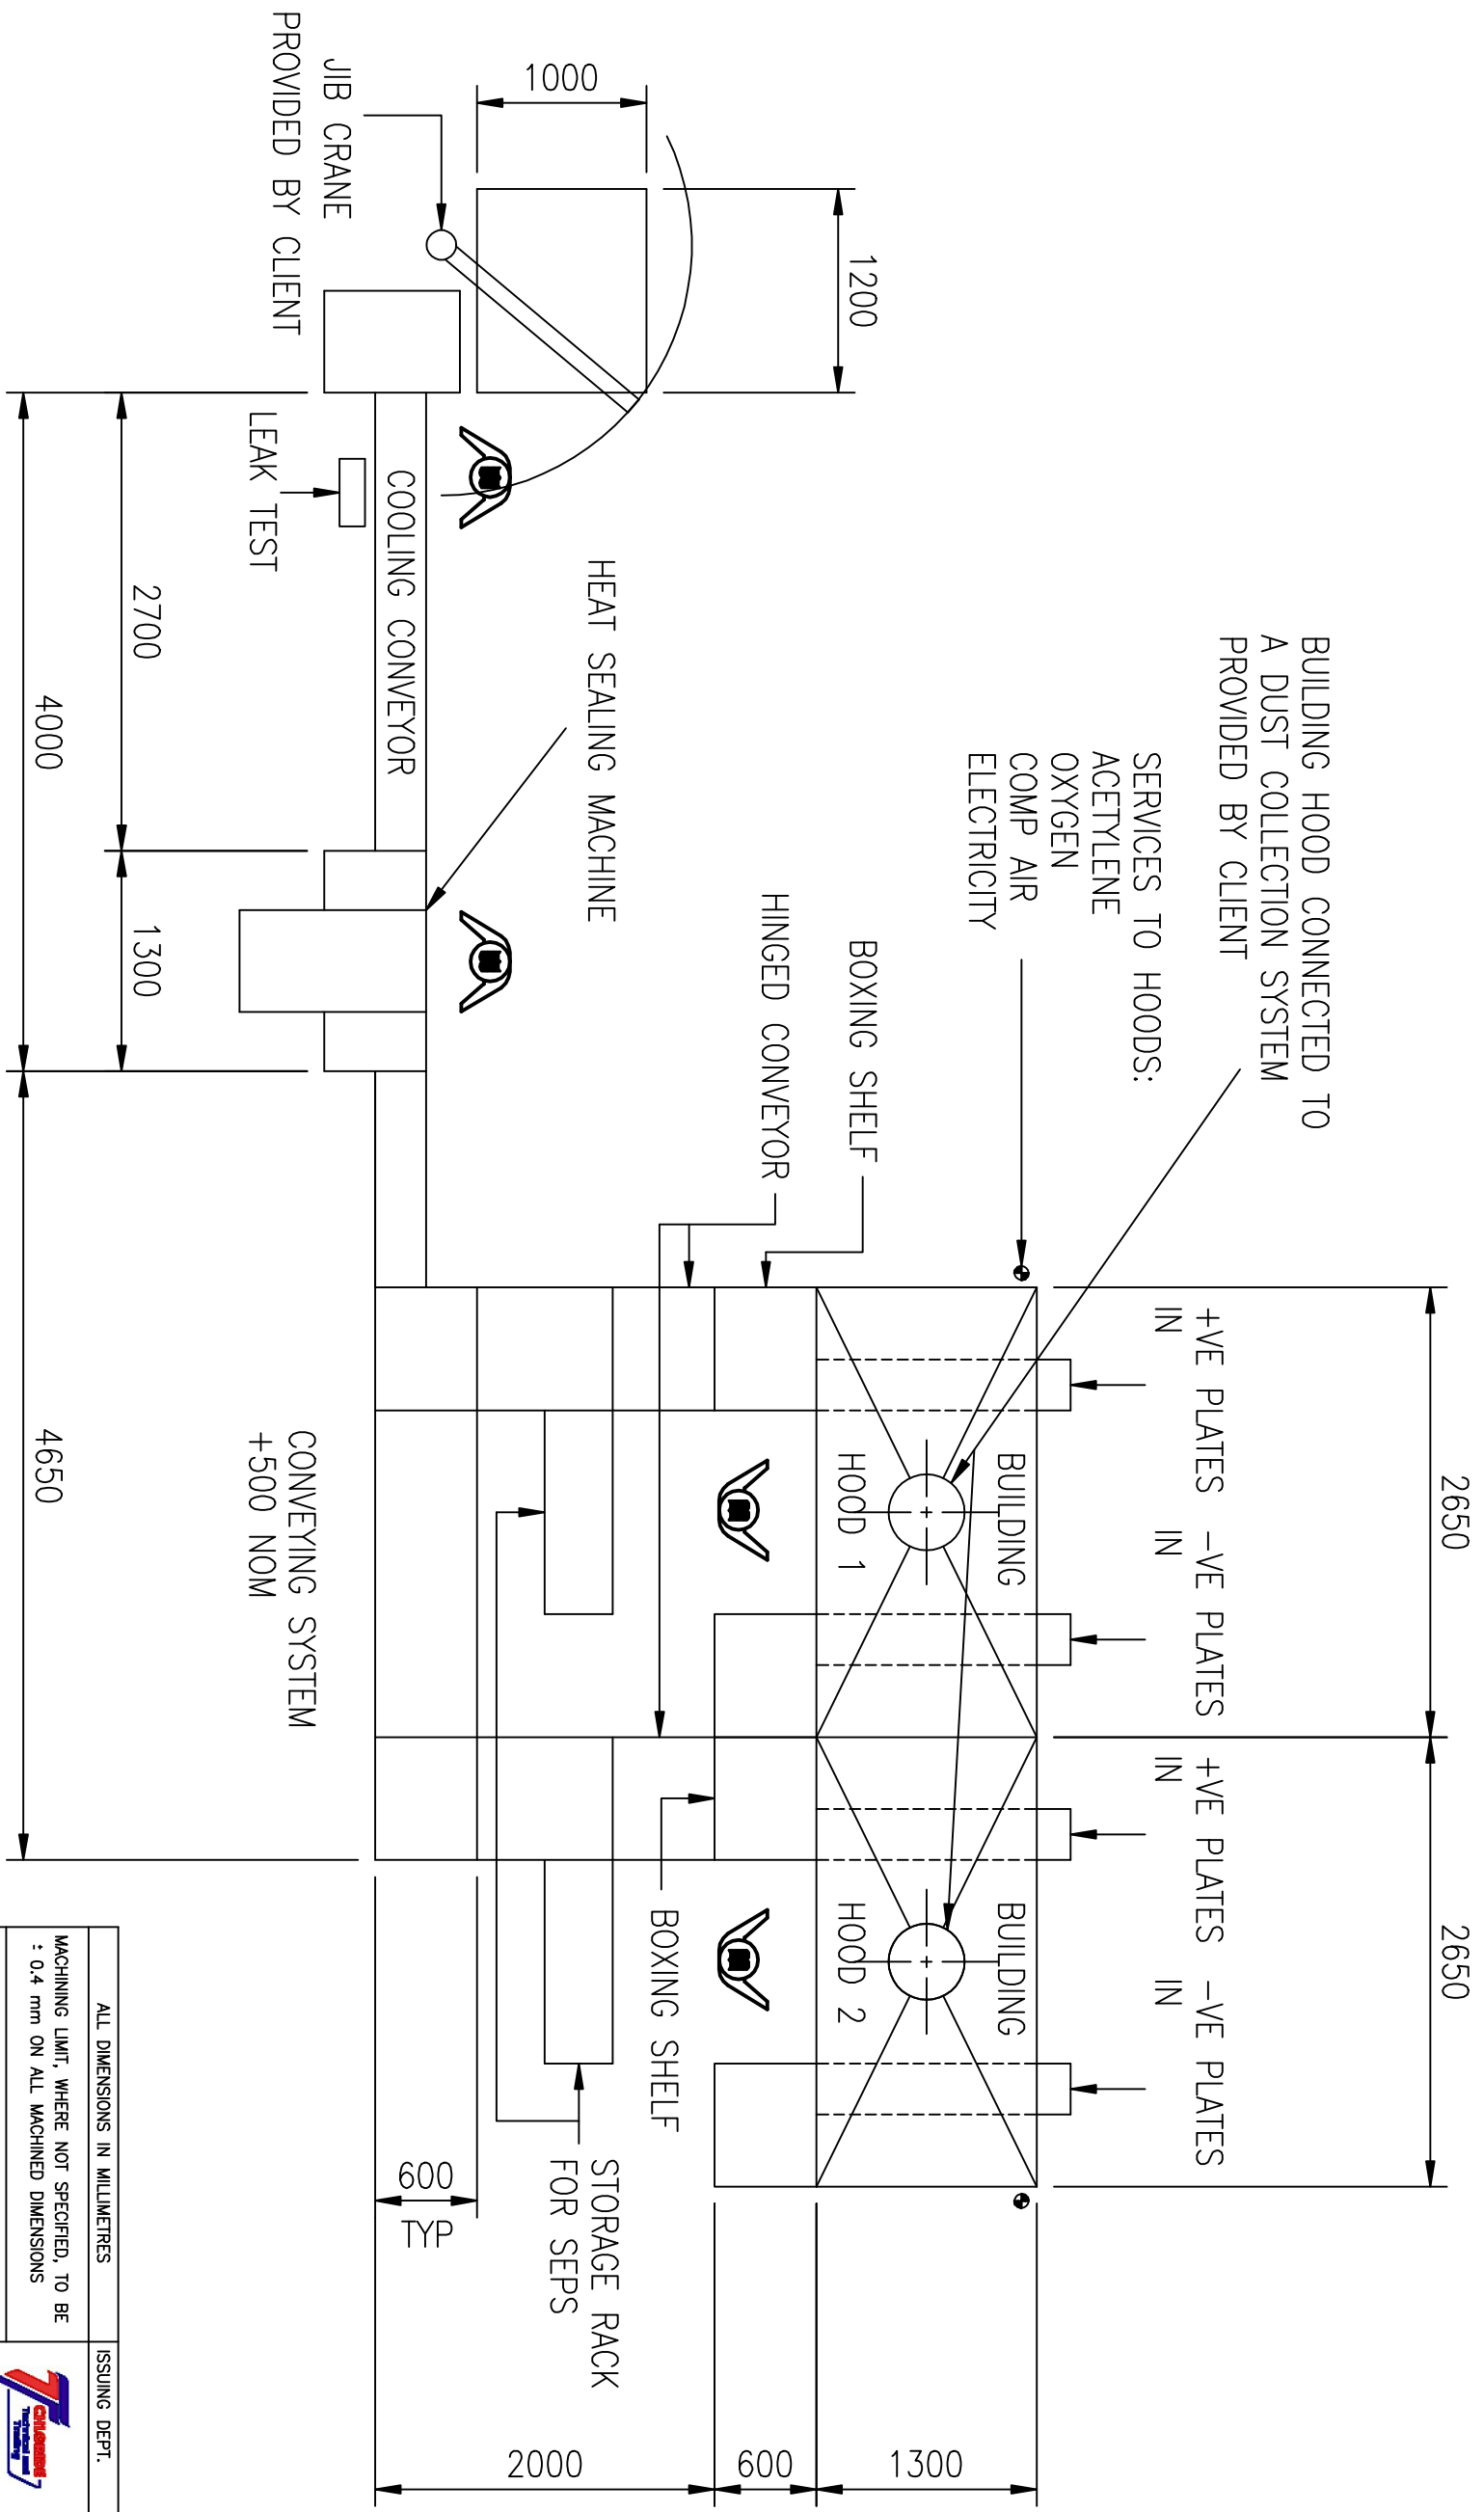 2650
2650
+VE PLATES
IN
-VE PLATES
IN
+VE PLATES
IN
-VE PLATES
IN
BUILDING HOOD CONNECTED TO
A DUST COLLECTION SYSTEM
PROVIDED BY CLIENT
SERVICES TO HOODS:
ACETYLENE
OXYGEN
COMP AIR
ELECTRICITY
BUILDING
HOOD 1
BUILDING
HOOD 2
1300
600
2000
BOXING SHELF
HINGED CONVEYOR
BOXING SHELF
STORAGE RACK
FOR SEPS
600
TYP
1200
1000
HEAT SEALING MACHINE
COOLING CONVEYOR
JIB CRANE
PROVIDED BY CLIENT
LEAK TEST
CONVEYING SYSTEM
+500 NOM
2700
1300
4000
4650
ALL DIMENSIONS IN MILLIMETRES
MACHINING LIMIT, WHERE NOT SPECIFIED, TO BE
0.4 mm ON ALL MACHINED DIMENSIONS
ISSUING DEPT.
CHLORIDE
Technical and
Trading